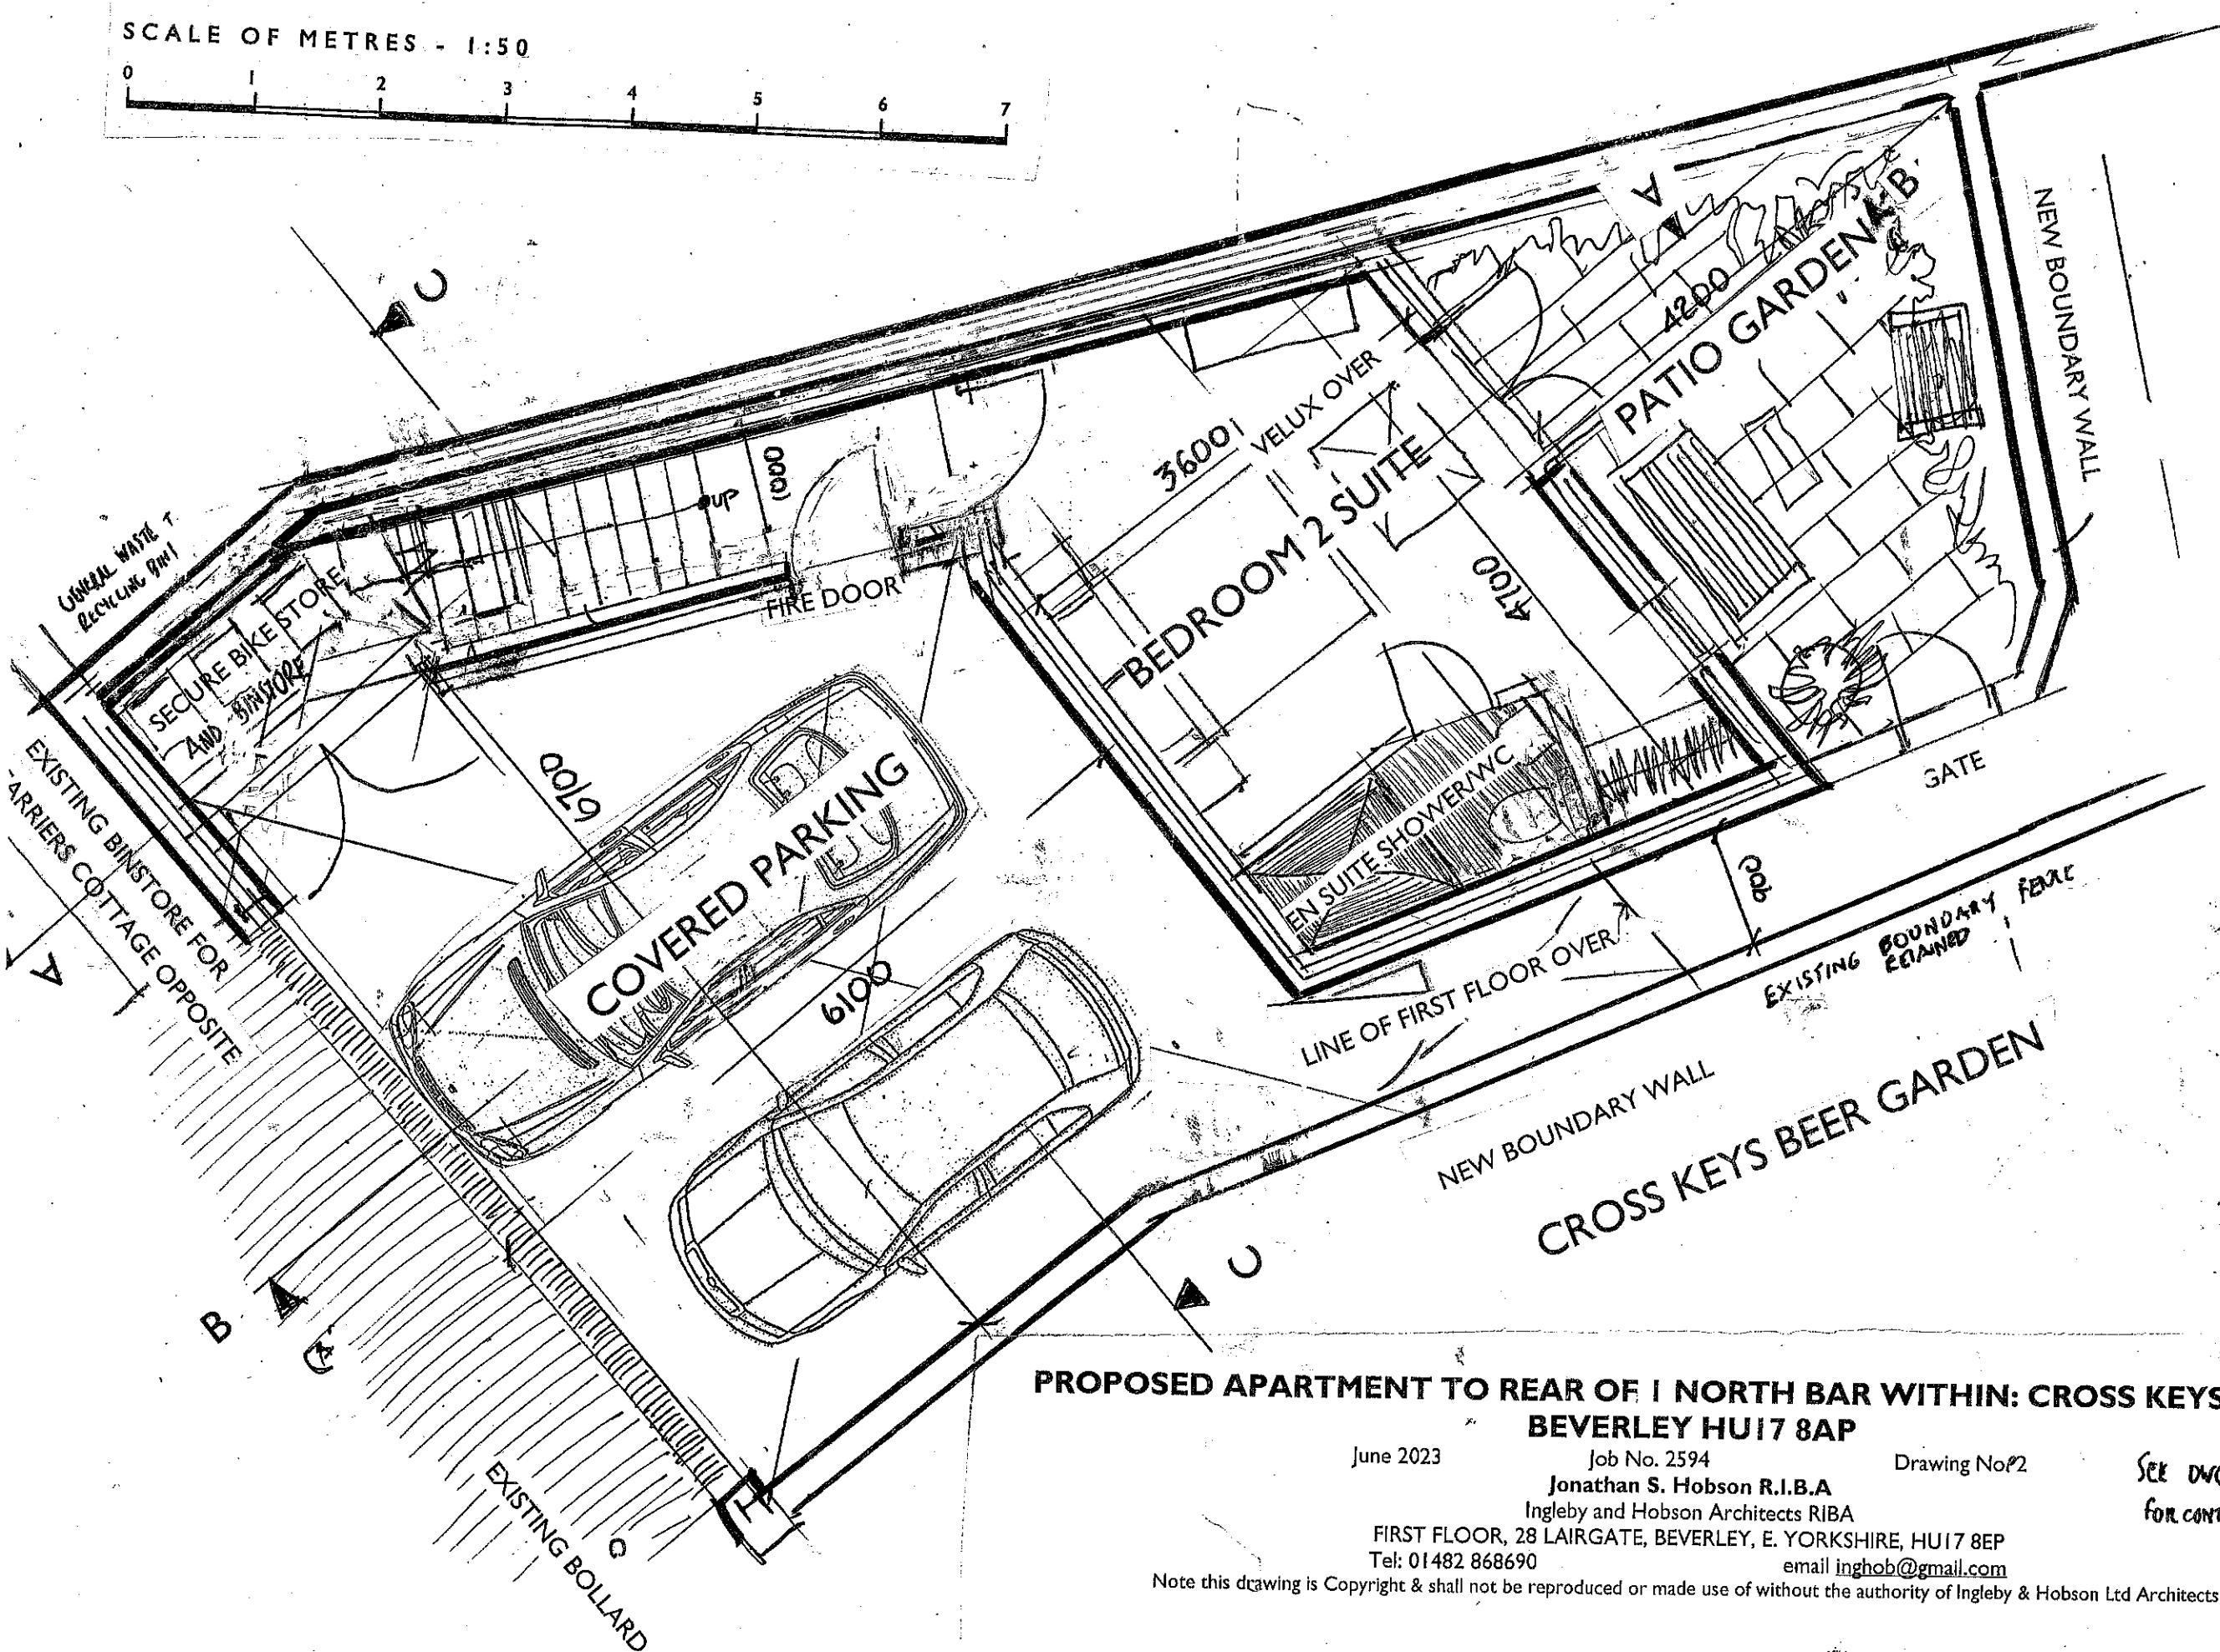 SCALE OF METRES - 1:50
0 1 2 3 4 5 6 7
C
A
B
PATIO GARDEN
4200
NEW BOUNDARY WALL
3600
VELUX OVER
BEDROOM 2 SUITE
4700
1000
UP
FIRE DOOR
GENERAL WASTE +
RECYCLING BIN
SECURE BIKE STORE
AND BINSTORE
EXISTING BINSTORE FOR
ARRIERS COTTAGE OPPOSITE
A
6700
COVERED PARKING
6100
EN SUITE SHOWER/WC
GATE
900
LINE OF FIRST FLOOR OVER
EXISTING BOUNDARY FENCE
RETAINED
NEW BOUNDARY WALL
CROSS KEYS BEER GARDEN
B
C
EXISTING BOLLARD
PROPOSED APARTMENT TO REAR OF 1 NORTH BAR WITHIN: CROSS KEYS
BEVERLEY HU17 8AP
June 2023 Job No. 2594 Drawing No P2
Jonathan S. Hobson R.I.B.A
Ingleby and Hobson Architects RIBA
FIRST FLOOR, 28 LAIRGATE, BEVERLEY, E. YORKSHIRE, HU17 8EP
Tel: 01482 868690 email inghob@gmail.com
Note this drawing is Copyright & shall not be reproduced or made use of without the authority of Ingleby & Hobson Ltd Architects
SEE
FOR